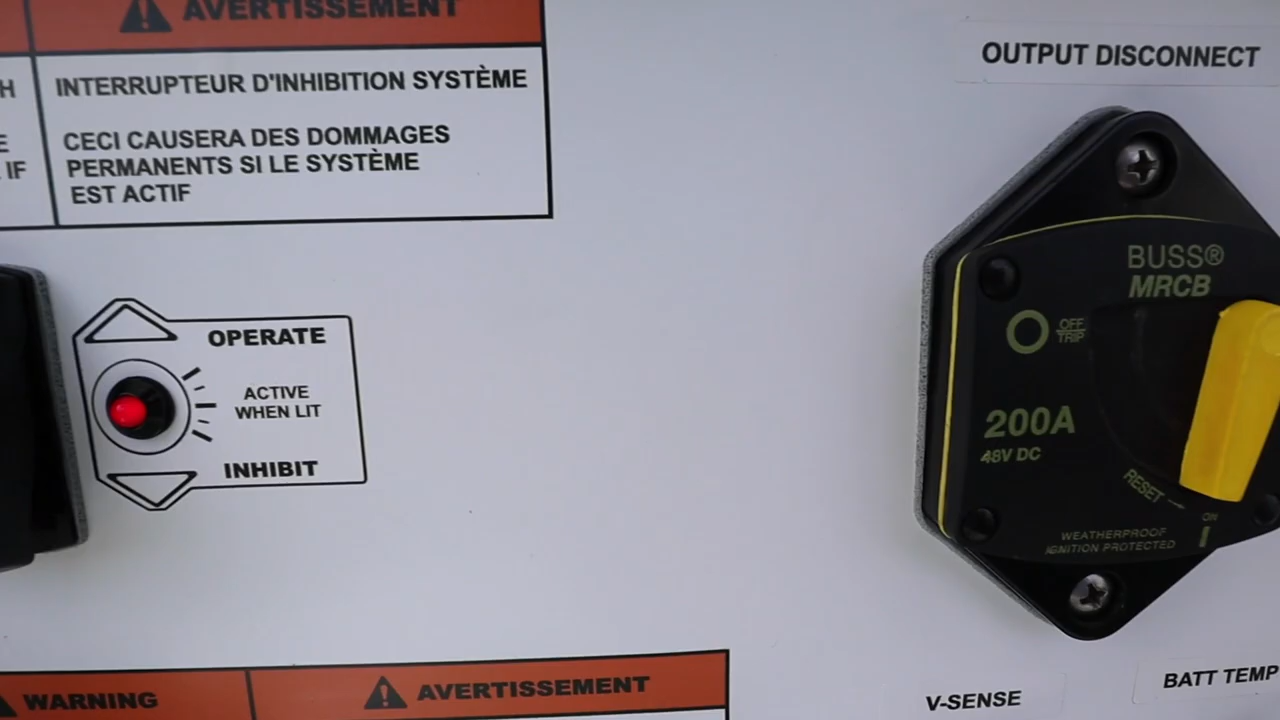 AVERTISSEMENT
H
INTERRUPTEUR D'INHIBITION SYSTÈME
E
IF
CECI CAUSERA DES DOMMAGES
PERMANENTS SI LE SYSTÈME
EST ACTIF
OPERATE
ACTIVE
WHEN LIT
INHIBIT
OUTPUT DISCONNECT
BUSS®
MRCB
OFF
TRIP
200A
48V DC
RESET
ON
WEATHERPROOF
IGNITION PROTECTED
WARNING
AVERTISSEMENT
V-SENSE
BATT TEMP